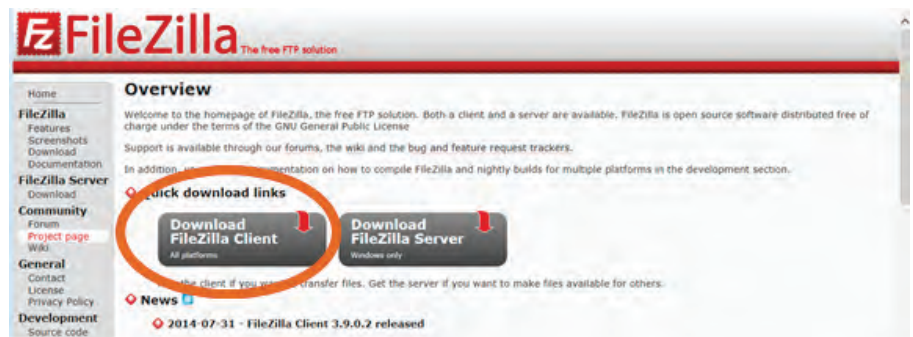 FileZilla The free FTP solution
Home
FileZilla
Features
Screenshots
Download
Documentation
FileZilla Server
Download
Community
Forum
Project page
Wiki
General
Contact
License
Privacy Policy
Development
Source code
Overview
Welcome to the homepage of FileZilla, the free FTP solution. Both a client and a server are available. FileZilla is open source software distributed free of
charge under the terms of the GNU General Public License
Support is available through our forums, the wiki and the bug and feature request trackers.
In addition, documentation on how to compile FileZilla and nightly builds for multiple platforms in the development section.
Quick download links
Download
FileZilla Client
All platforms
Download
FileZilla Server
Windows only
the client if you want to transfer files. Get the server if you want to make files available for others.
News
2014-07-31 - FileZilla Client 3.9.0.2 released